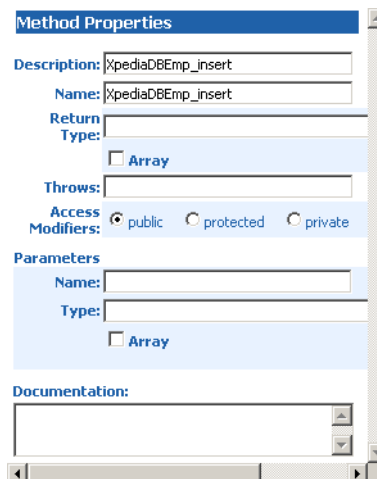 Method Properties
Description: XpediaDBEmp_insert
Name: XpediaDBEmp_insert
Return
Type:
Array
Throws:
Access
Modifiers: public protected private
Parameters
Name:
Type:
Array
Documentation: